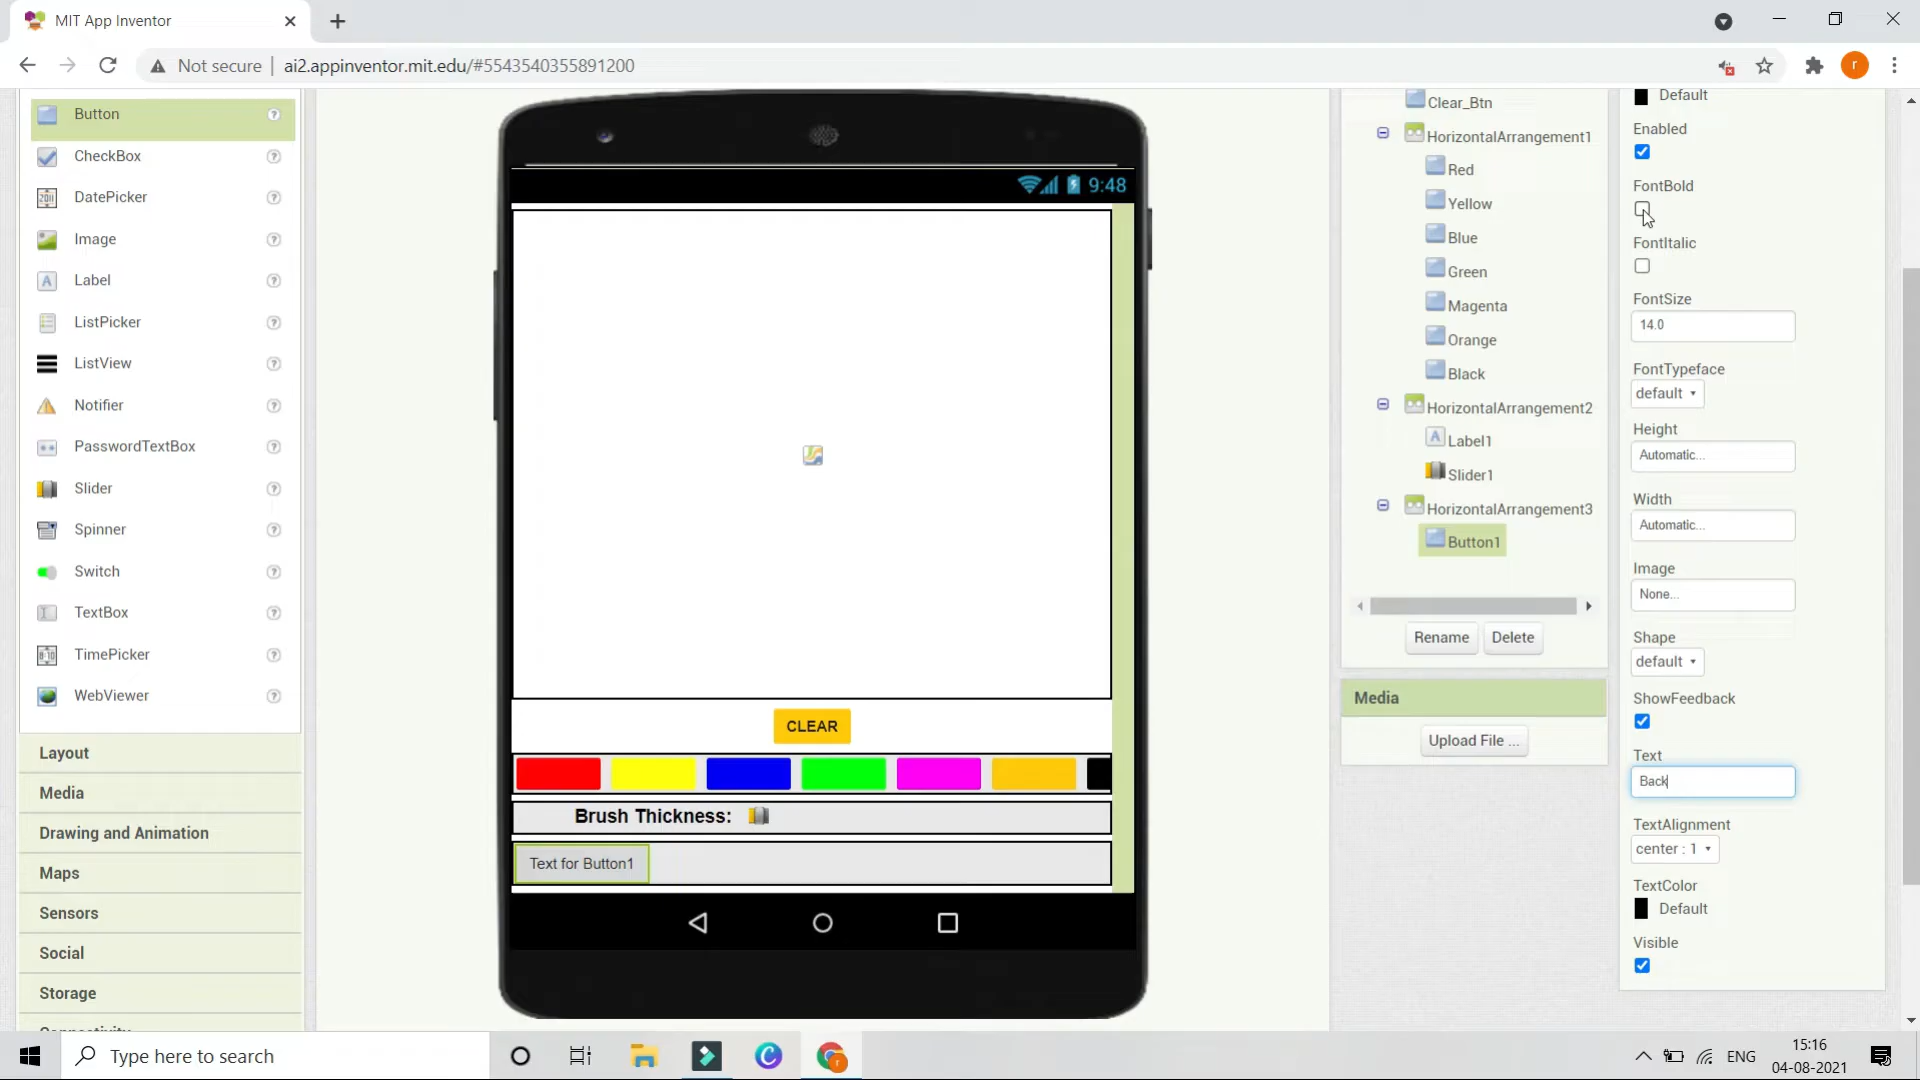 MIT App Inventor
Not secure
ai2.appinventor.mit.edu/#5543540355891200
r
Button
CheckBox
DatePicker
Image
Label
ListPicker
ListView
Notifier
PasswordTextBox
Slider
Spinner
Switch
TextBox
TimePicker
WebViewer
Layout
Media
Drawing and Animation
Maps
Sensors
Social
Storage
Connectivity
9:48
CLEAR
Brush Thickness:
Text for Button1
Clear_Btn
HorizontalArrangement1
Red
Yellow
Blue
Green
Magenta
Orange
Black
HorizontalArrangement2
Label1
Slider1
HorizontalArrangement3
Button1
Rename
Delete
Media
Upload File ...
Default
Enabled
FontBold
FontItalic
FontSize
14.0
FontTypeface
default
Height
Automatic...
Width
Automatic...
Image
None...
Shape
default
ShowFeedback
Text
Back
TextAlignment
center : 1
TextColor
Default
Visible
Type here to search
ENG
15:16
04-08-2021